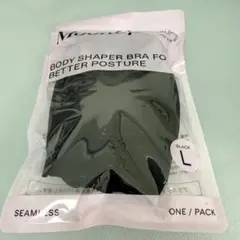 BODY SHAPER BRA FO
BETTER POSTURE
BLACK
L
SEAMLESS
ONE / PACK